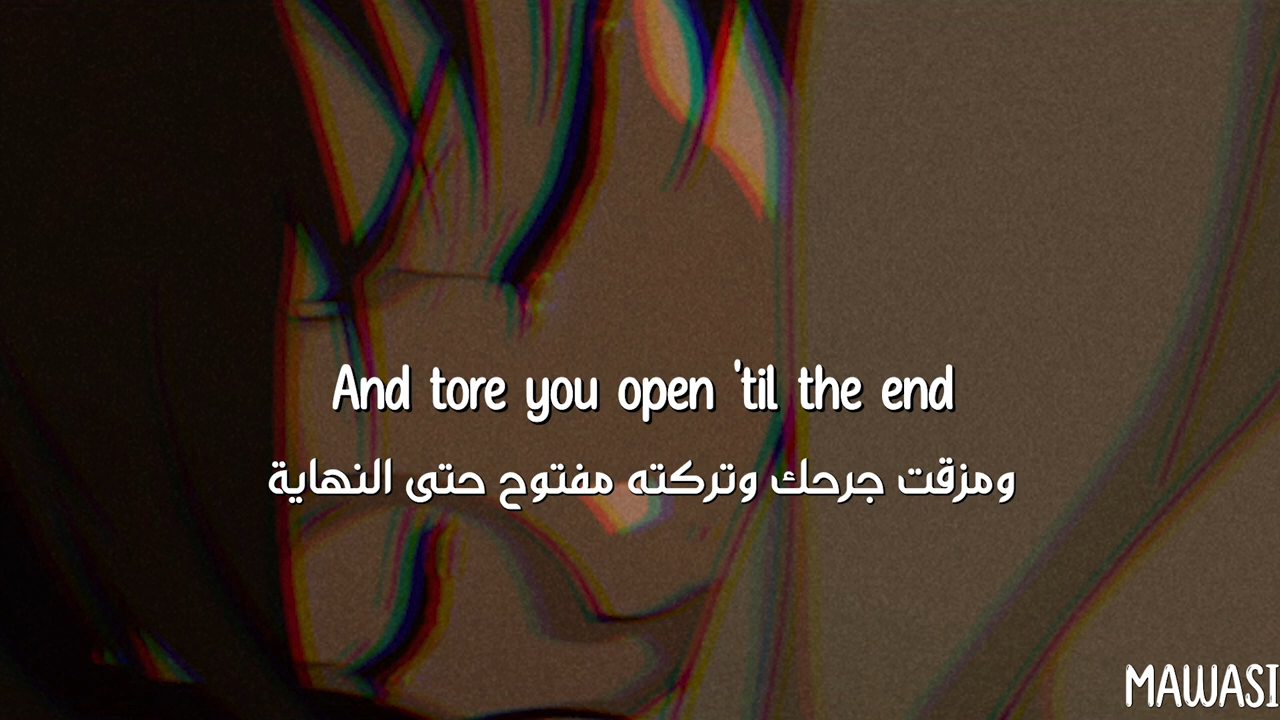 And tore you open 'til the end
ومزقت جرحك وتركته مفتوح حتى النهاية
MAWASI